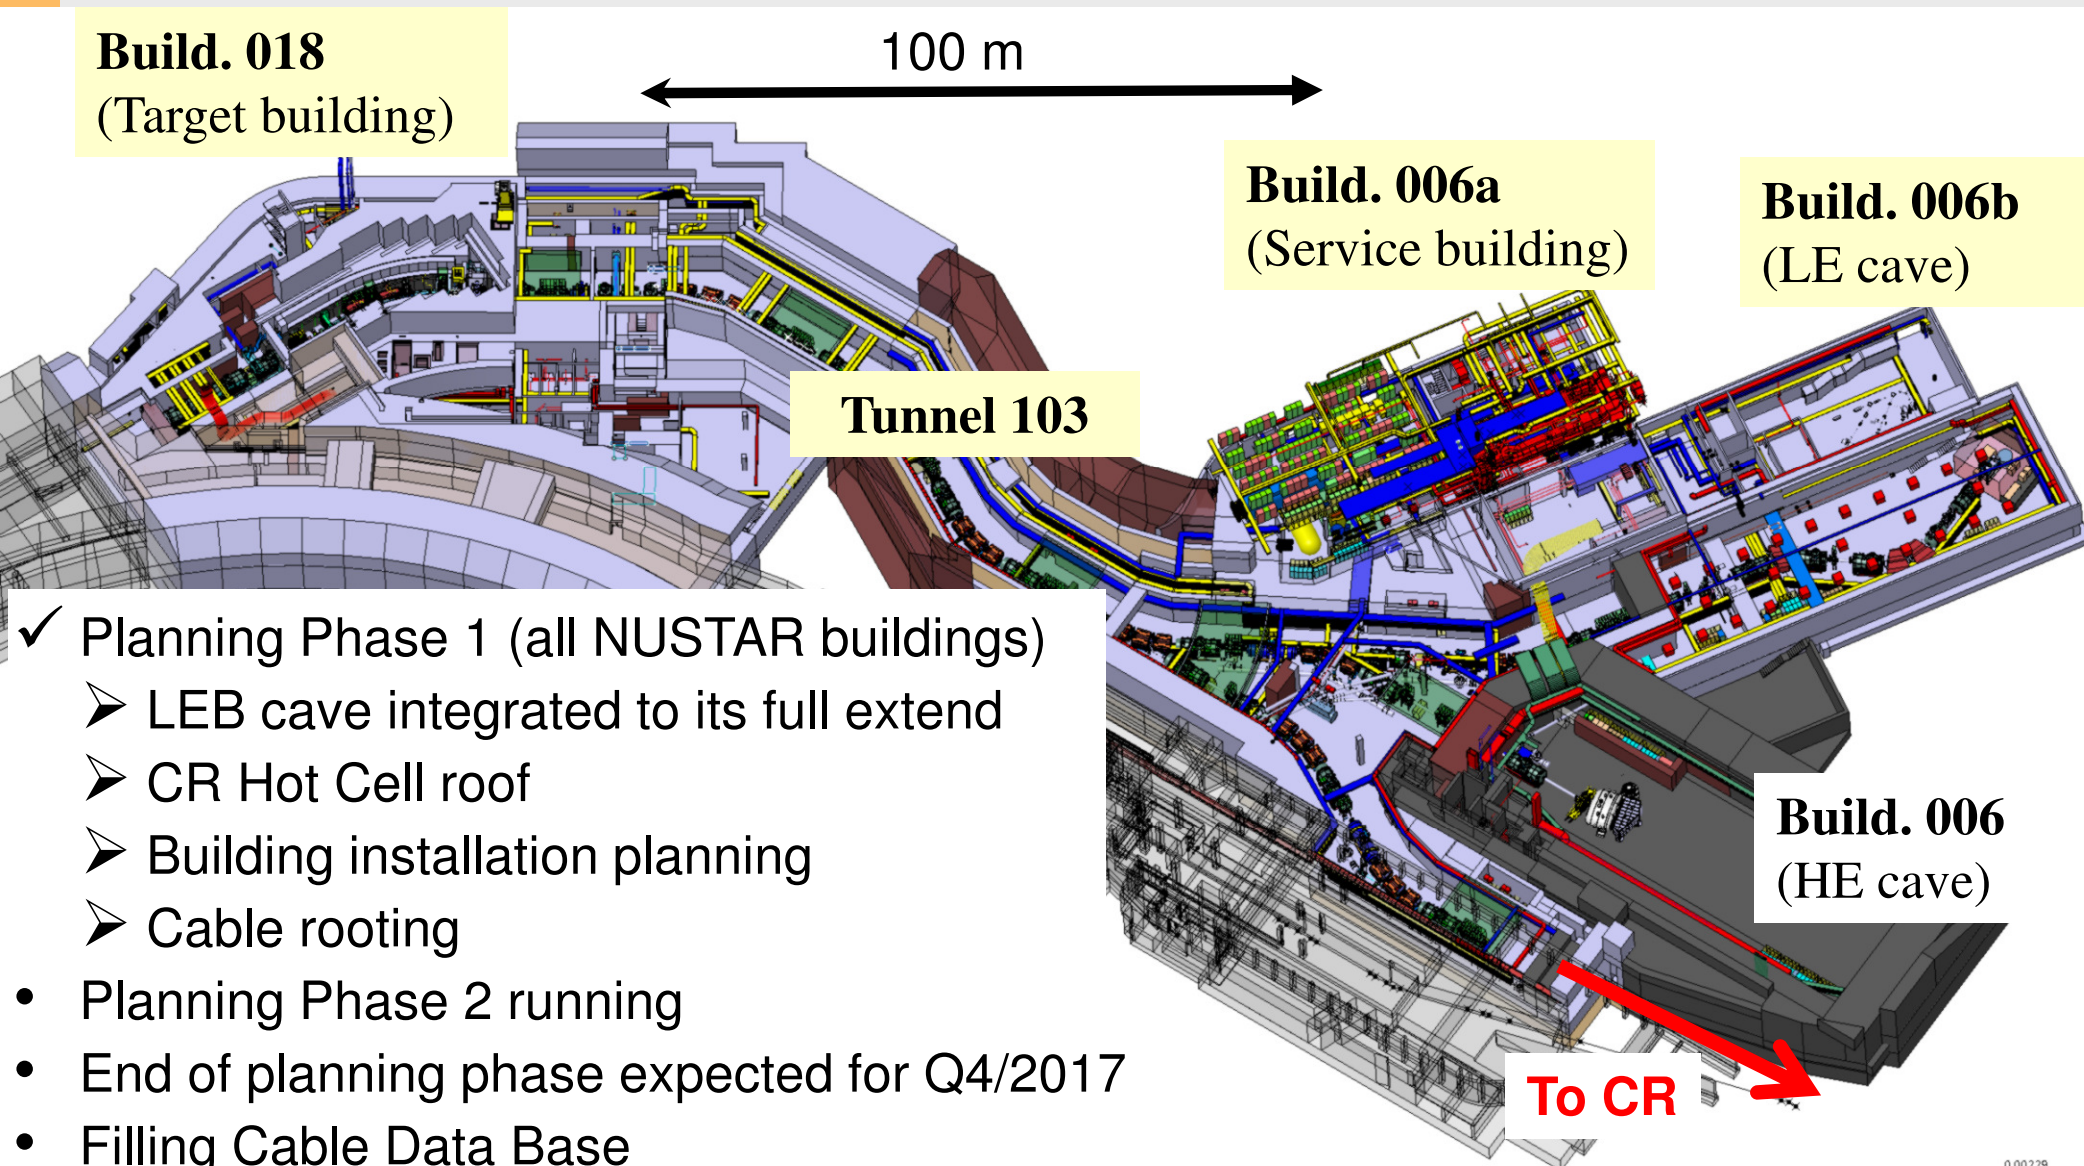 Build. 018
(Target building)
100 m
Build. 006a
(Service building)
Build. 006b
(LE cave)
Tunnel 103
✓ Planning Phase 1 (all NUSTAR buildings)
➢ LEB cave integrated to its full extend
➢ CR Hot Cell roof
➢ Building installation planning
➢ Cable rooting
• Planning Phase 2 running
• End of planning phase expected for Q4/2017
• Filling Cable Data Base
Build. 006
(HE cave)
To CR